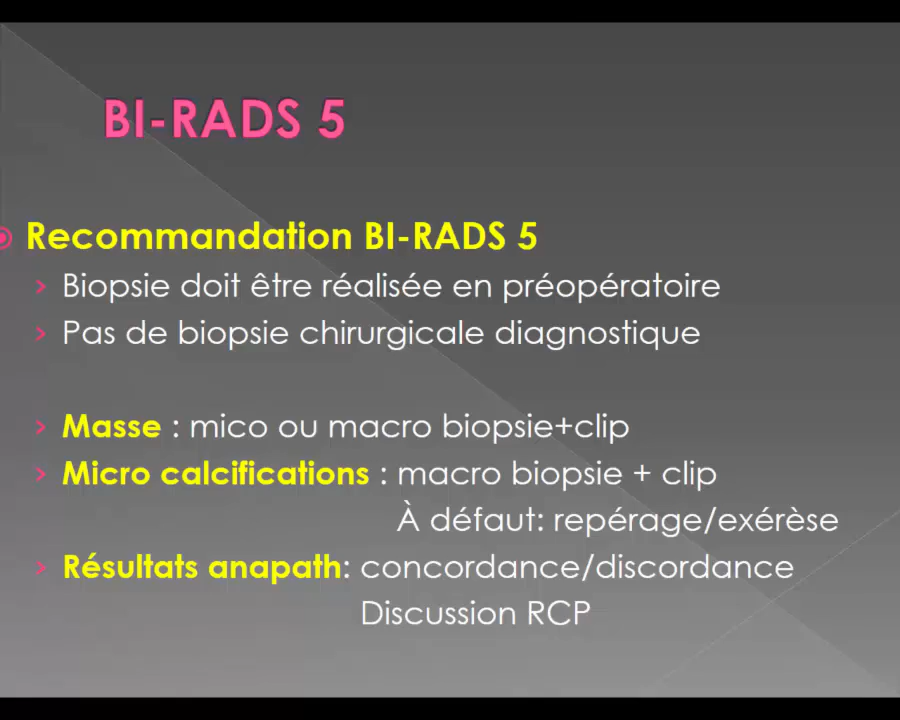 BI-RADS 5
Recommandation BI-RADS 5
Biopsie doit être réalisée en préopératoire
Pas de biopsie chirurgicale diagnostique
Masse : mico ou macro biopsie+clip
Micro calcifications : macro biopsie + clip
À défaut: repérage/exérèse
Résultats anapath: concordance/discordance
Discussion RCP